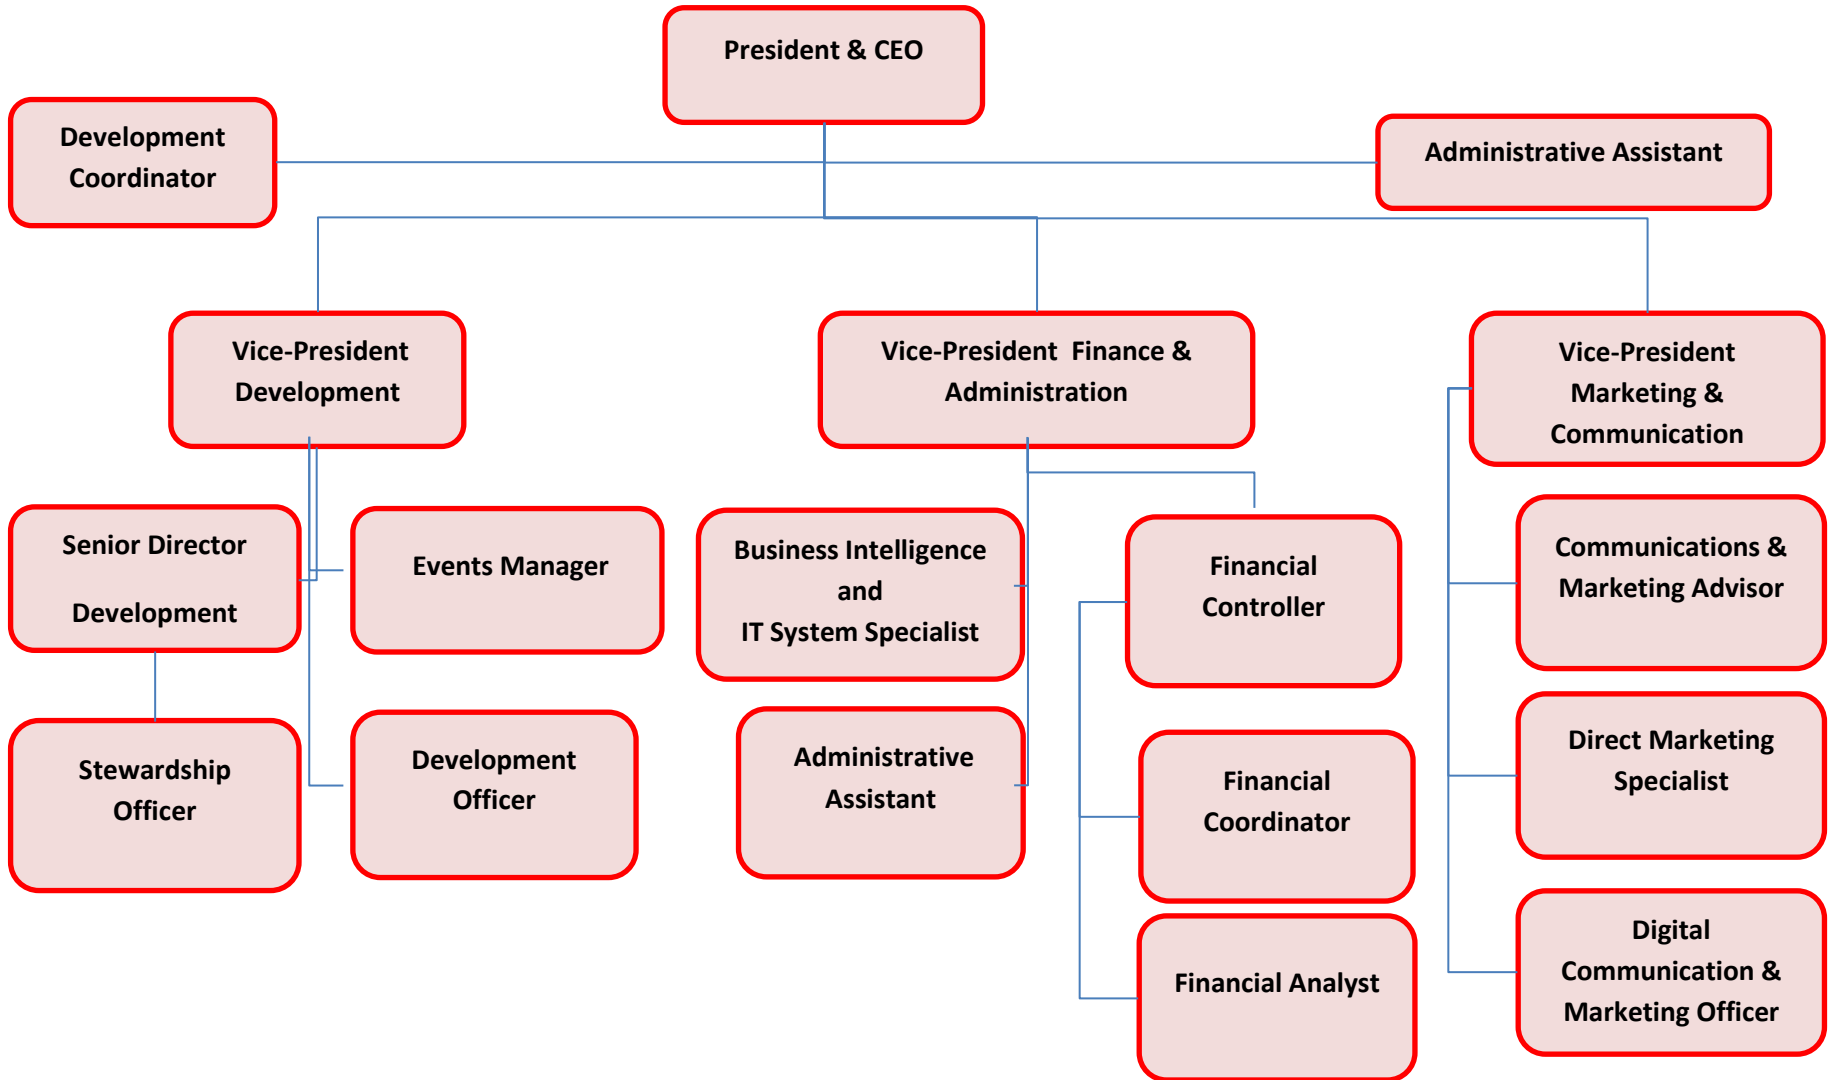 President & CEO
Development
Coordinator
Administrative Assistant
Vice-President
Development
Vice-President  Finance &
Administration
Vice-President
Marketing &
Communication
Senior Director
Development
Events Manager
Business Intelligence
and
IT System Specialist
Financial
Controller
Communications &
Marketing Advisor
Stewardship
Officer
Development
Officer
Administrative
Assistant
Financial
Coordinator
Direct Marketing
Specialist
Financial Analyst
Digital
Communication &
Marketing Officer